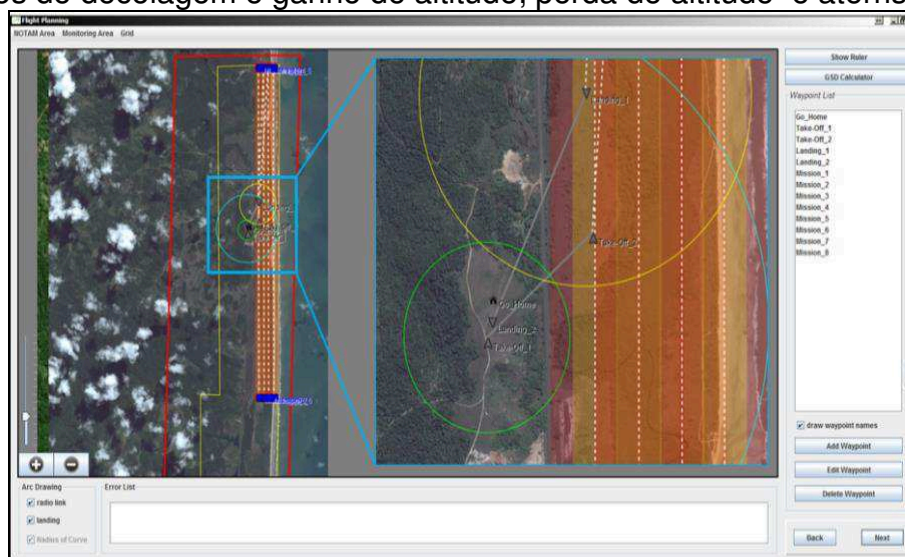 de decolagem e ganho de altitude, perda de altitude e
Flight Planning
NOTAM Area Monitoring Area Grid
Show Ruler
GSD Calculator
Waypoint List
Go_Home
Take-Off_1
Take-Off_2
Landing_1
Landing_2
Mission_1
Mission_2
Mission_3
Mission_4
Mission_5
Mission_6
Mission_7
Mission_8
Landing_1
Take-Off_2
Go_Home
Landing_2
Take-Off_1
draw waypoint names
Add Waypoint
Edit Waypoint
Delete Waypoint
Arc Drawing
radio link
landing
Radius of Curve
Error List
Back
Next